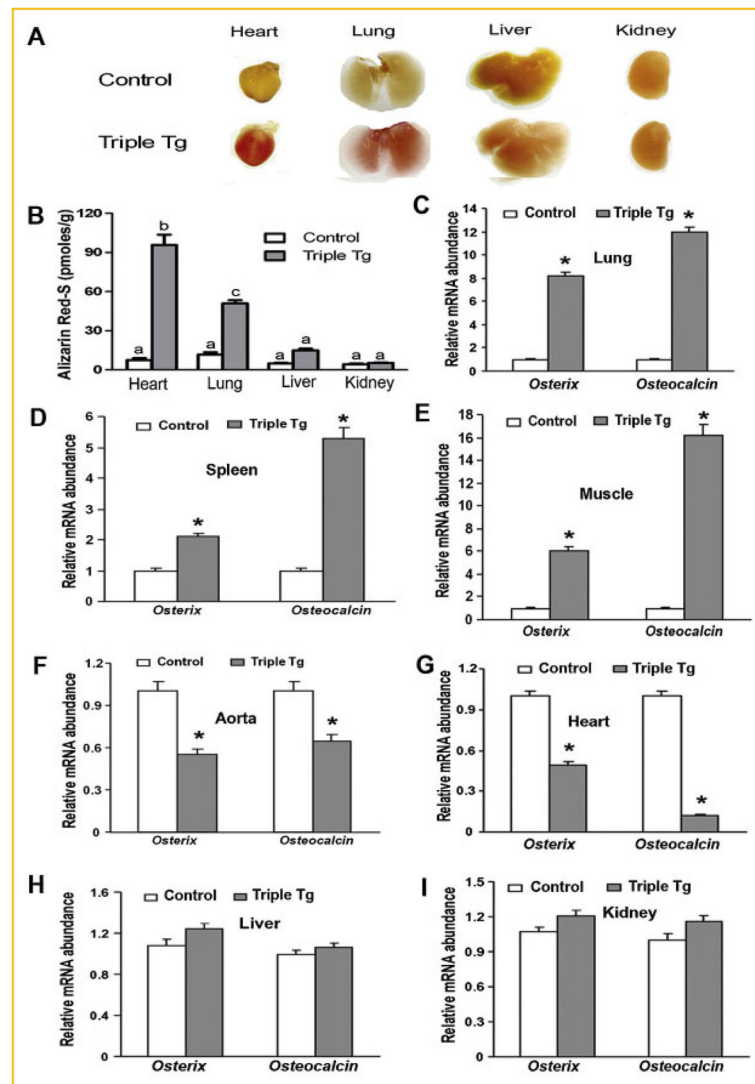 A
Heart Lung Liver Kidney
Control
Triple Tg
B
Alizarin Red-S (pmoles/g)
120
90
60
30
0
Control
Triple Tg
a b a c a a a a
Heart Lung Liver Kidney
C
Relative mRNA abundance
14
12
10
8
6
4
2
0
Control Triple Tg
Lung
* *
Osterix Osteocalcin
D
Relative mRNA abundance
6
5
4
3
2
1
0
Control Triple Tg
Spleen
* *
Osterix Osteocalcin
E
Relative mRNA abundance
18
16
14
12
10
8
6
4
2
0
Control Triple Tg
Muscle
* *
Osterix Osteocalcin
F
Relative mRNA abundance
1.2
0.9
0.6
0.3
0
Control Triple Tg
Aorta
* *
Osterix Osteocalcin
G
Relative mRNA abundance
1.2
0.9
0.6
0.3
0
Control Triple Tg
Heart
* *
Osterix Osteocalcin
H
Relative mRNA abundance
1.6
1.2
0.8
0.4
0
Control Triple Tg
Liver
Osterix Osteocalcin
I
Relative mRNA abundance
1.5
1.2
0.9
0.6
0.3
0
Control Triple Tg
Kidney
Osterix Osteocalcin